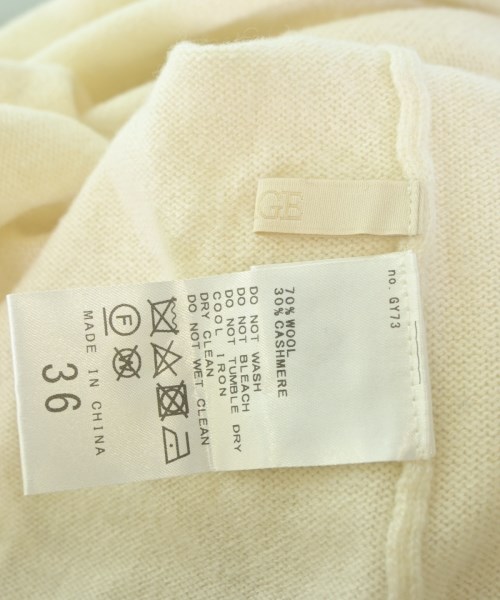 GE
no. GY73
70% WOOL
30% CASHMERE
DO NOT WASH
DO NOT BLEACH
DO NOT TUMBLE DRY
COOL IRON
DRY CLEAN
DO NOT WET CLEAN
F
W
MADE IN CHINA
36